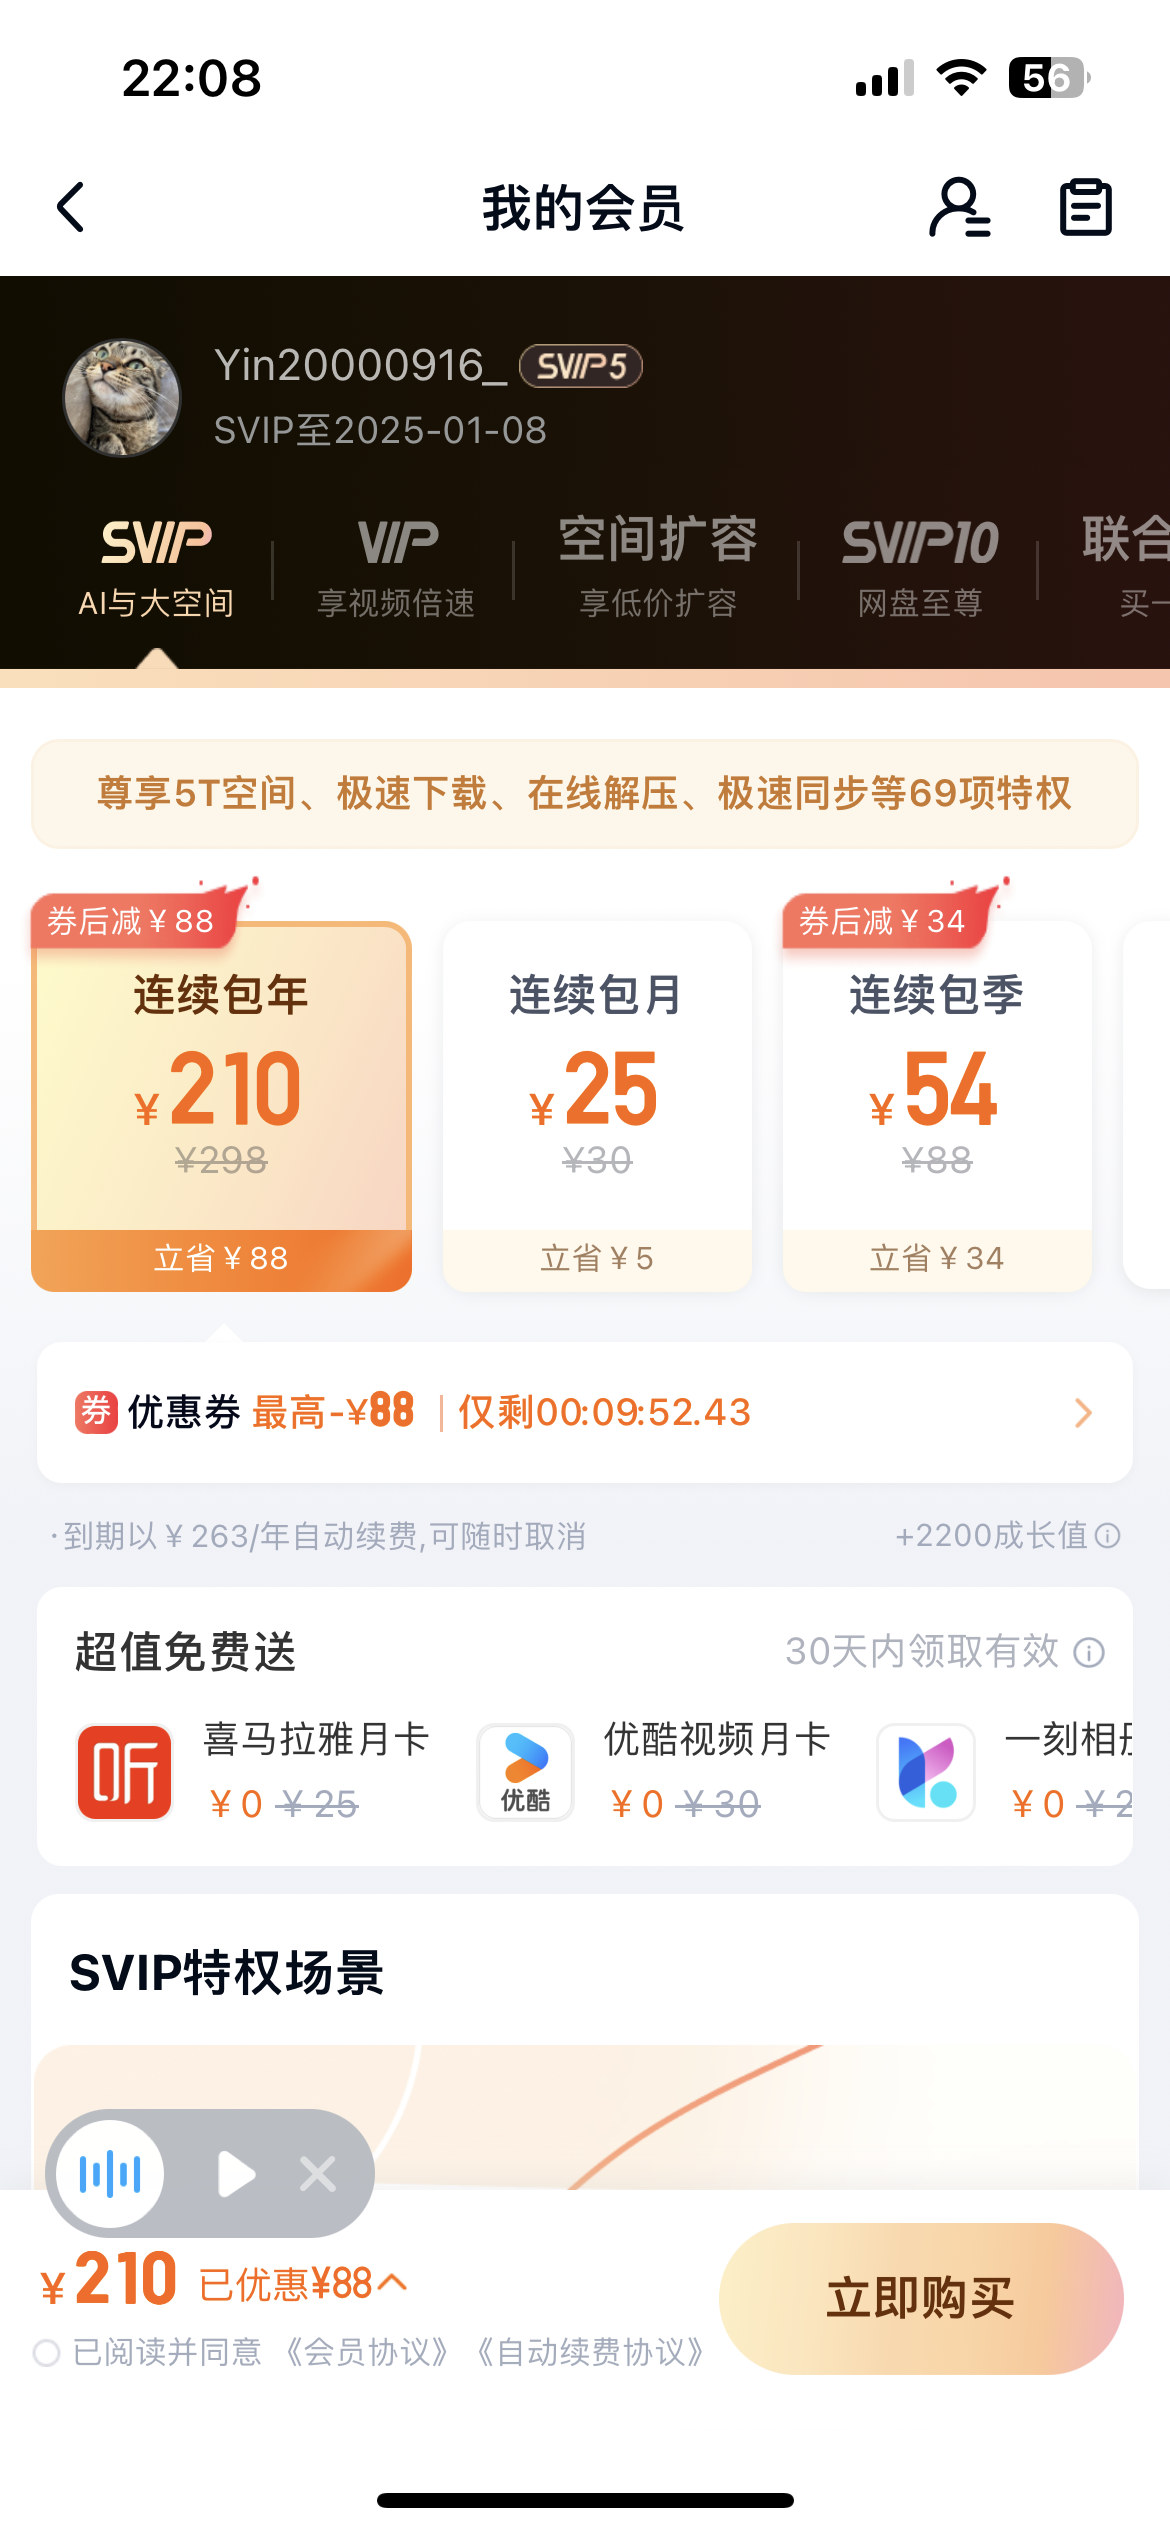 22:08
56
我的会员
Yin20000916_ SVIP5
SVIP至2025-01-08
SVIP
VIP
空间扩容
SVIP10
联合
AI与大空间
享视频倍速
享低价扩容
网盘至尊
买一
尊享5T空间、极速下载、在线解压、极速同步等69项特权
券后减¥88
连续包年
¥210
¥298
立省¥88
连续包月
¥25
¥30
立省¥5
券后减¥34
连续包季
¥54
¥88
立省¥34
券 优惠券 最高-¥88 | 仅剩00:09:52.43
·到期以¥263/年自动续费,可随时取消
+2200成长值
超值免费送
30天内领取有效
听
喜马拉雅月卡
¥0 ¥25
优酷
优酷视频月卡
¥0 ¥30
一刻相册
¥0 ¥2
SVIP特权场景
¥210 已优惠¥88
已阅读并同意《会员协议》《自动续费协议》
立即购买